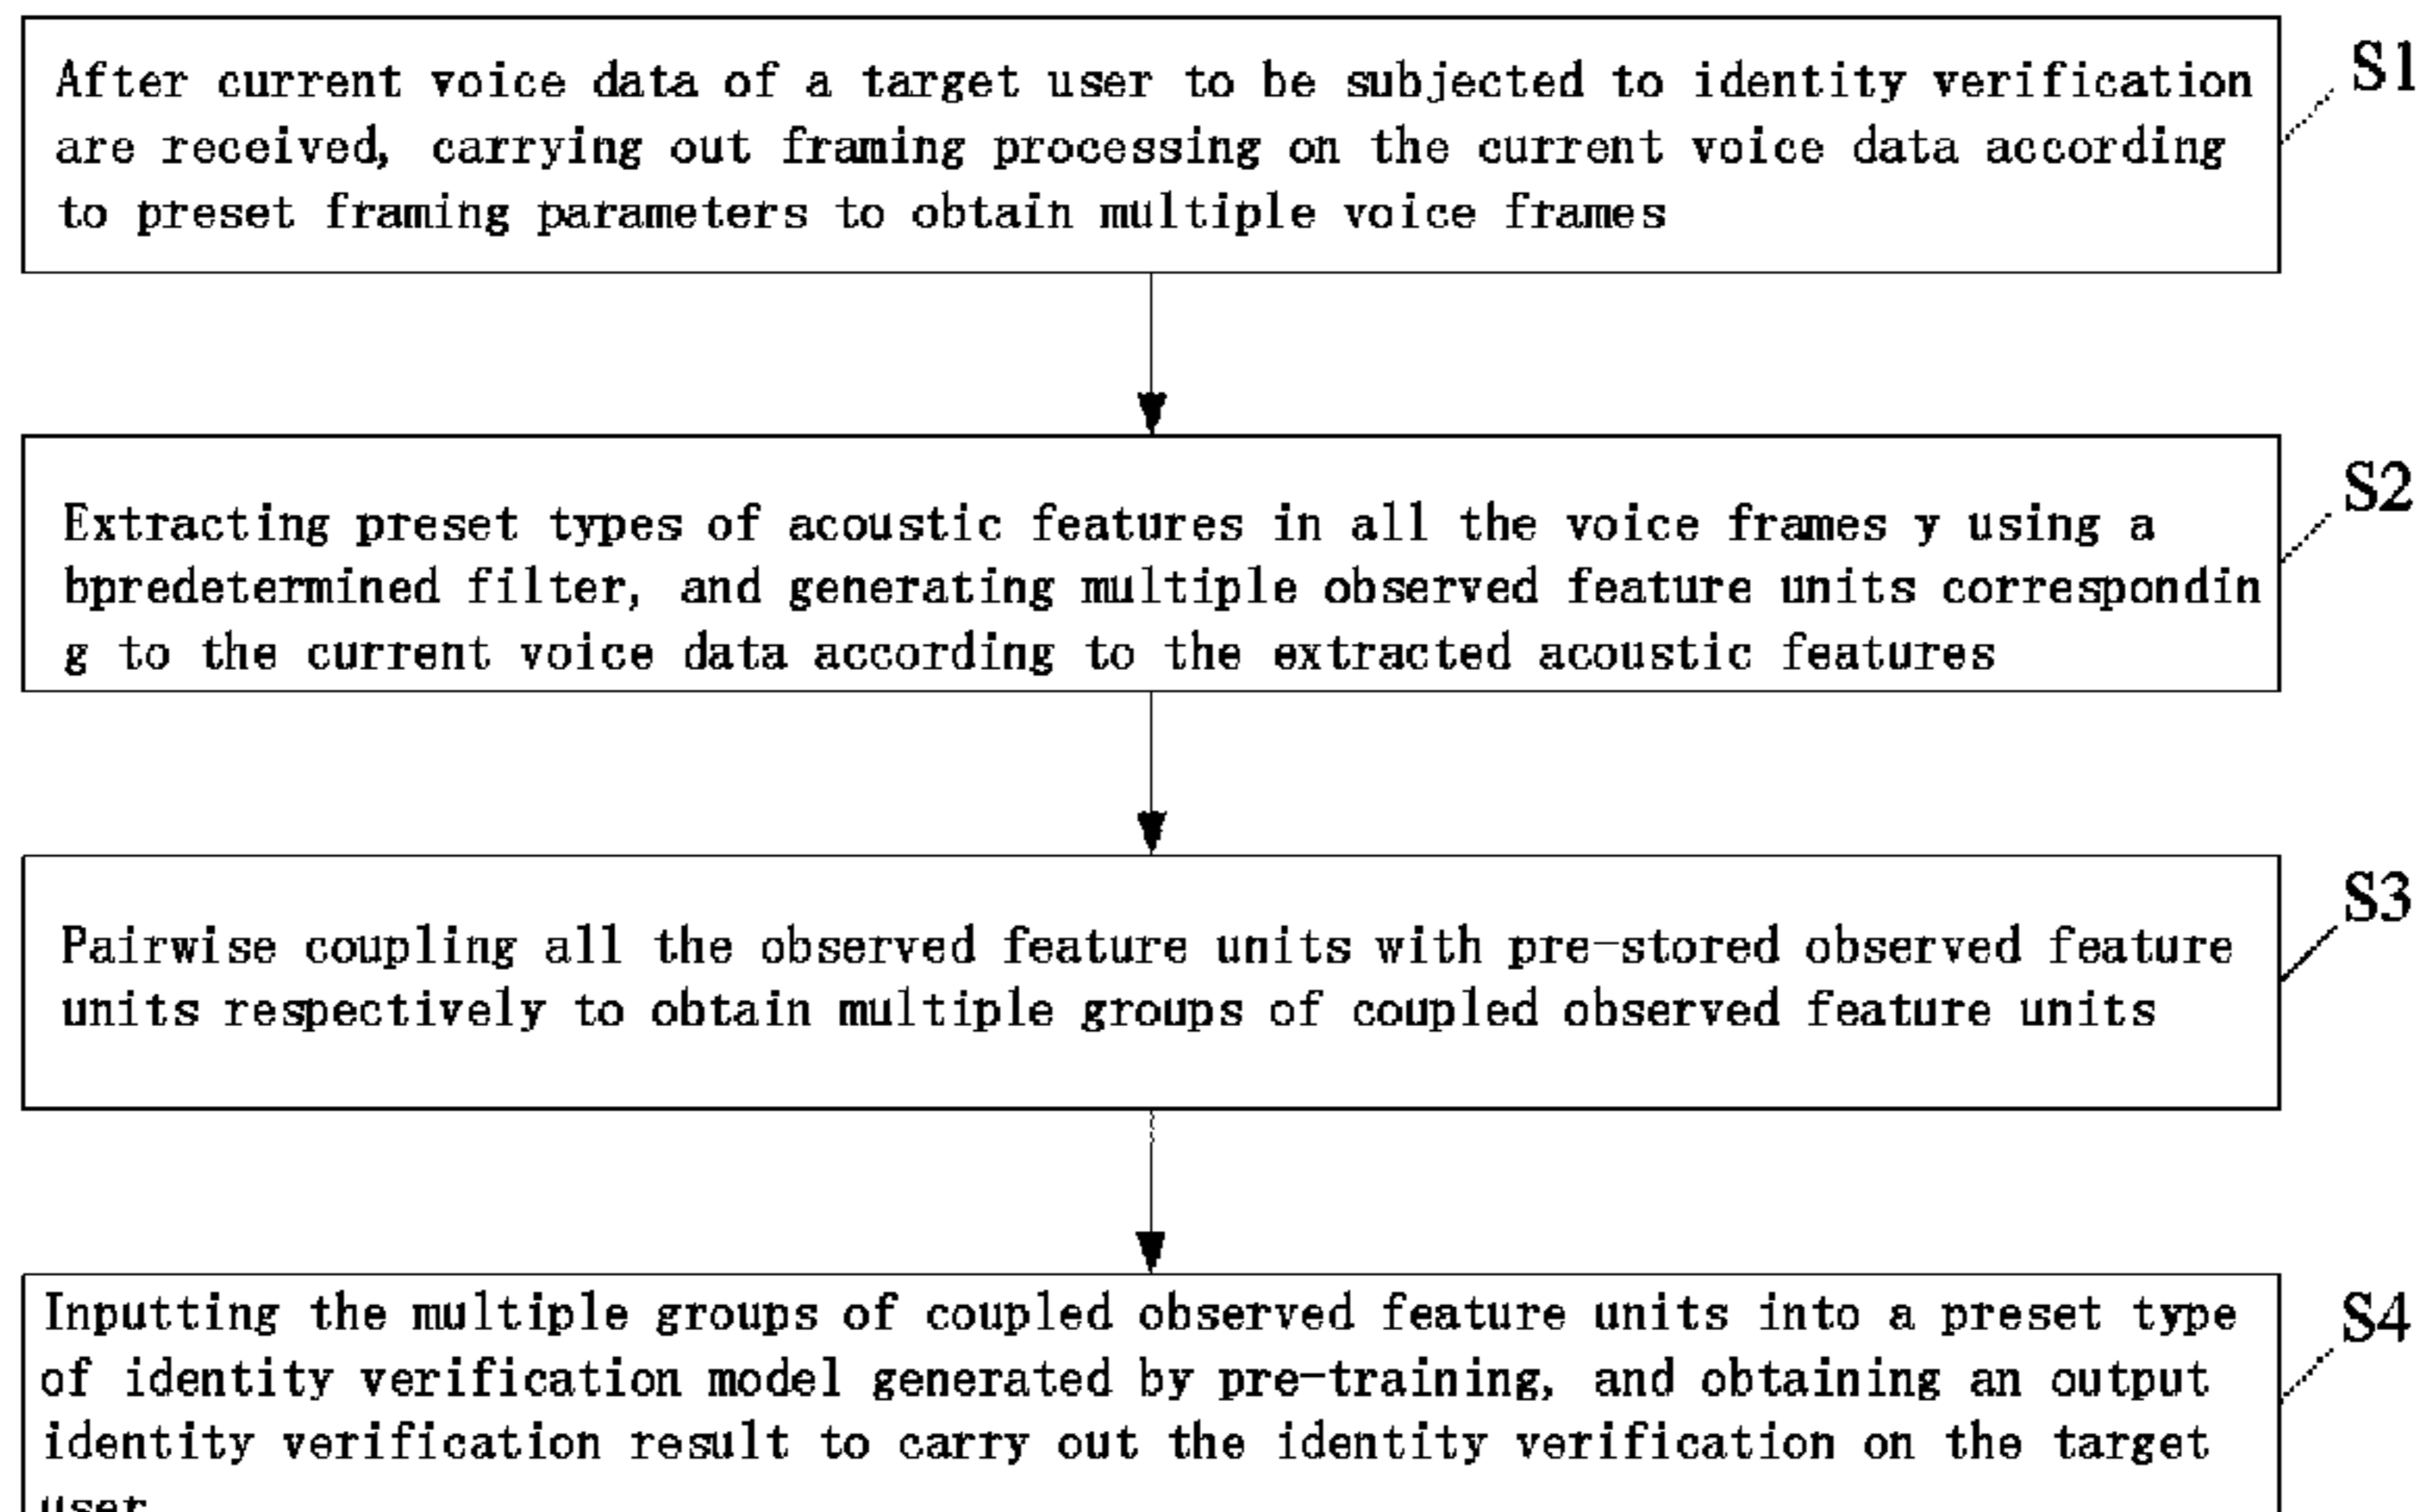 After current voice data of a target user to be subjected to identity verification
are received, carrying out framing processing on the current voice data according
to preset framing parameters to obtain multiple voice frames
S1
Extracting preset types of acoustic features in all the voice frames y using a
bpredetermined filter, and generating multiple observed feature units correspondin
g to the current voice data according to the extracted acoustic features
S2
Pairwise coupling all the observed feature units with pre-stored observed feature
units respectively to obtain multiple groups of coupled observed feature units
S3
Inputting the multiple groups of coupled observed feature units into a preset type
of identity verification model generated by pre-training, and obtaining an output
identity verification result to carry out the identity verification on the target
user
S4